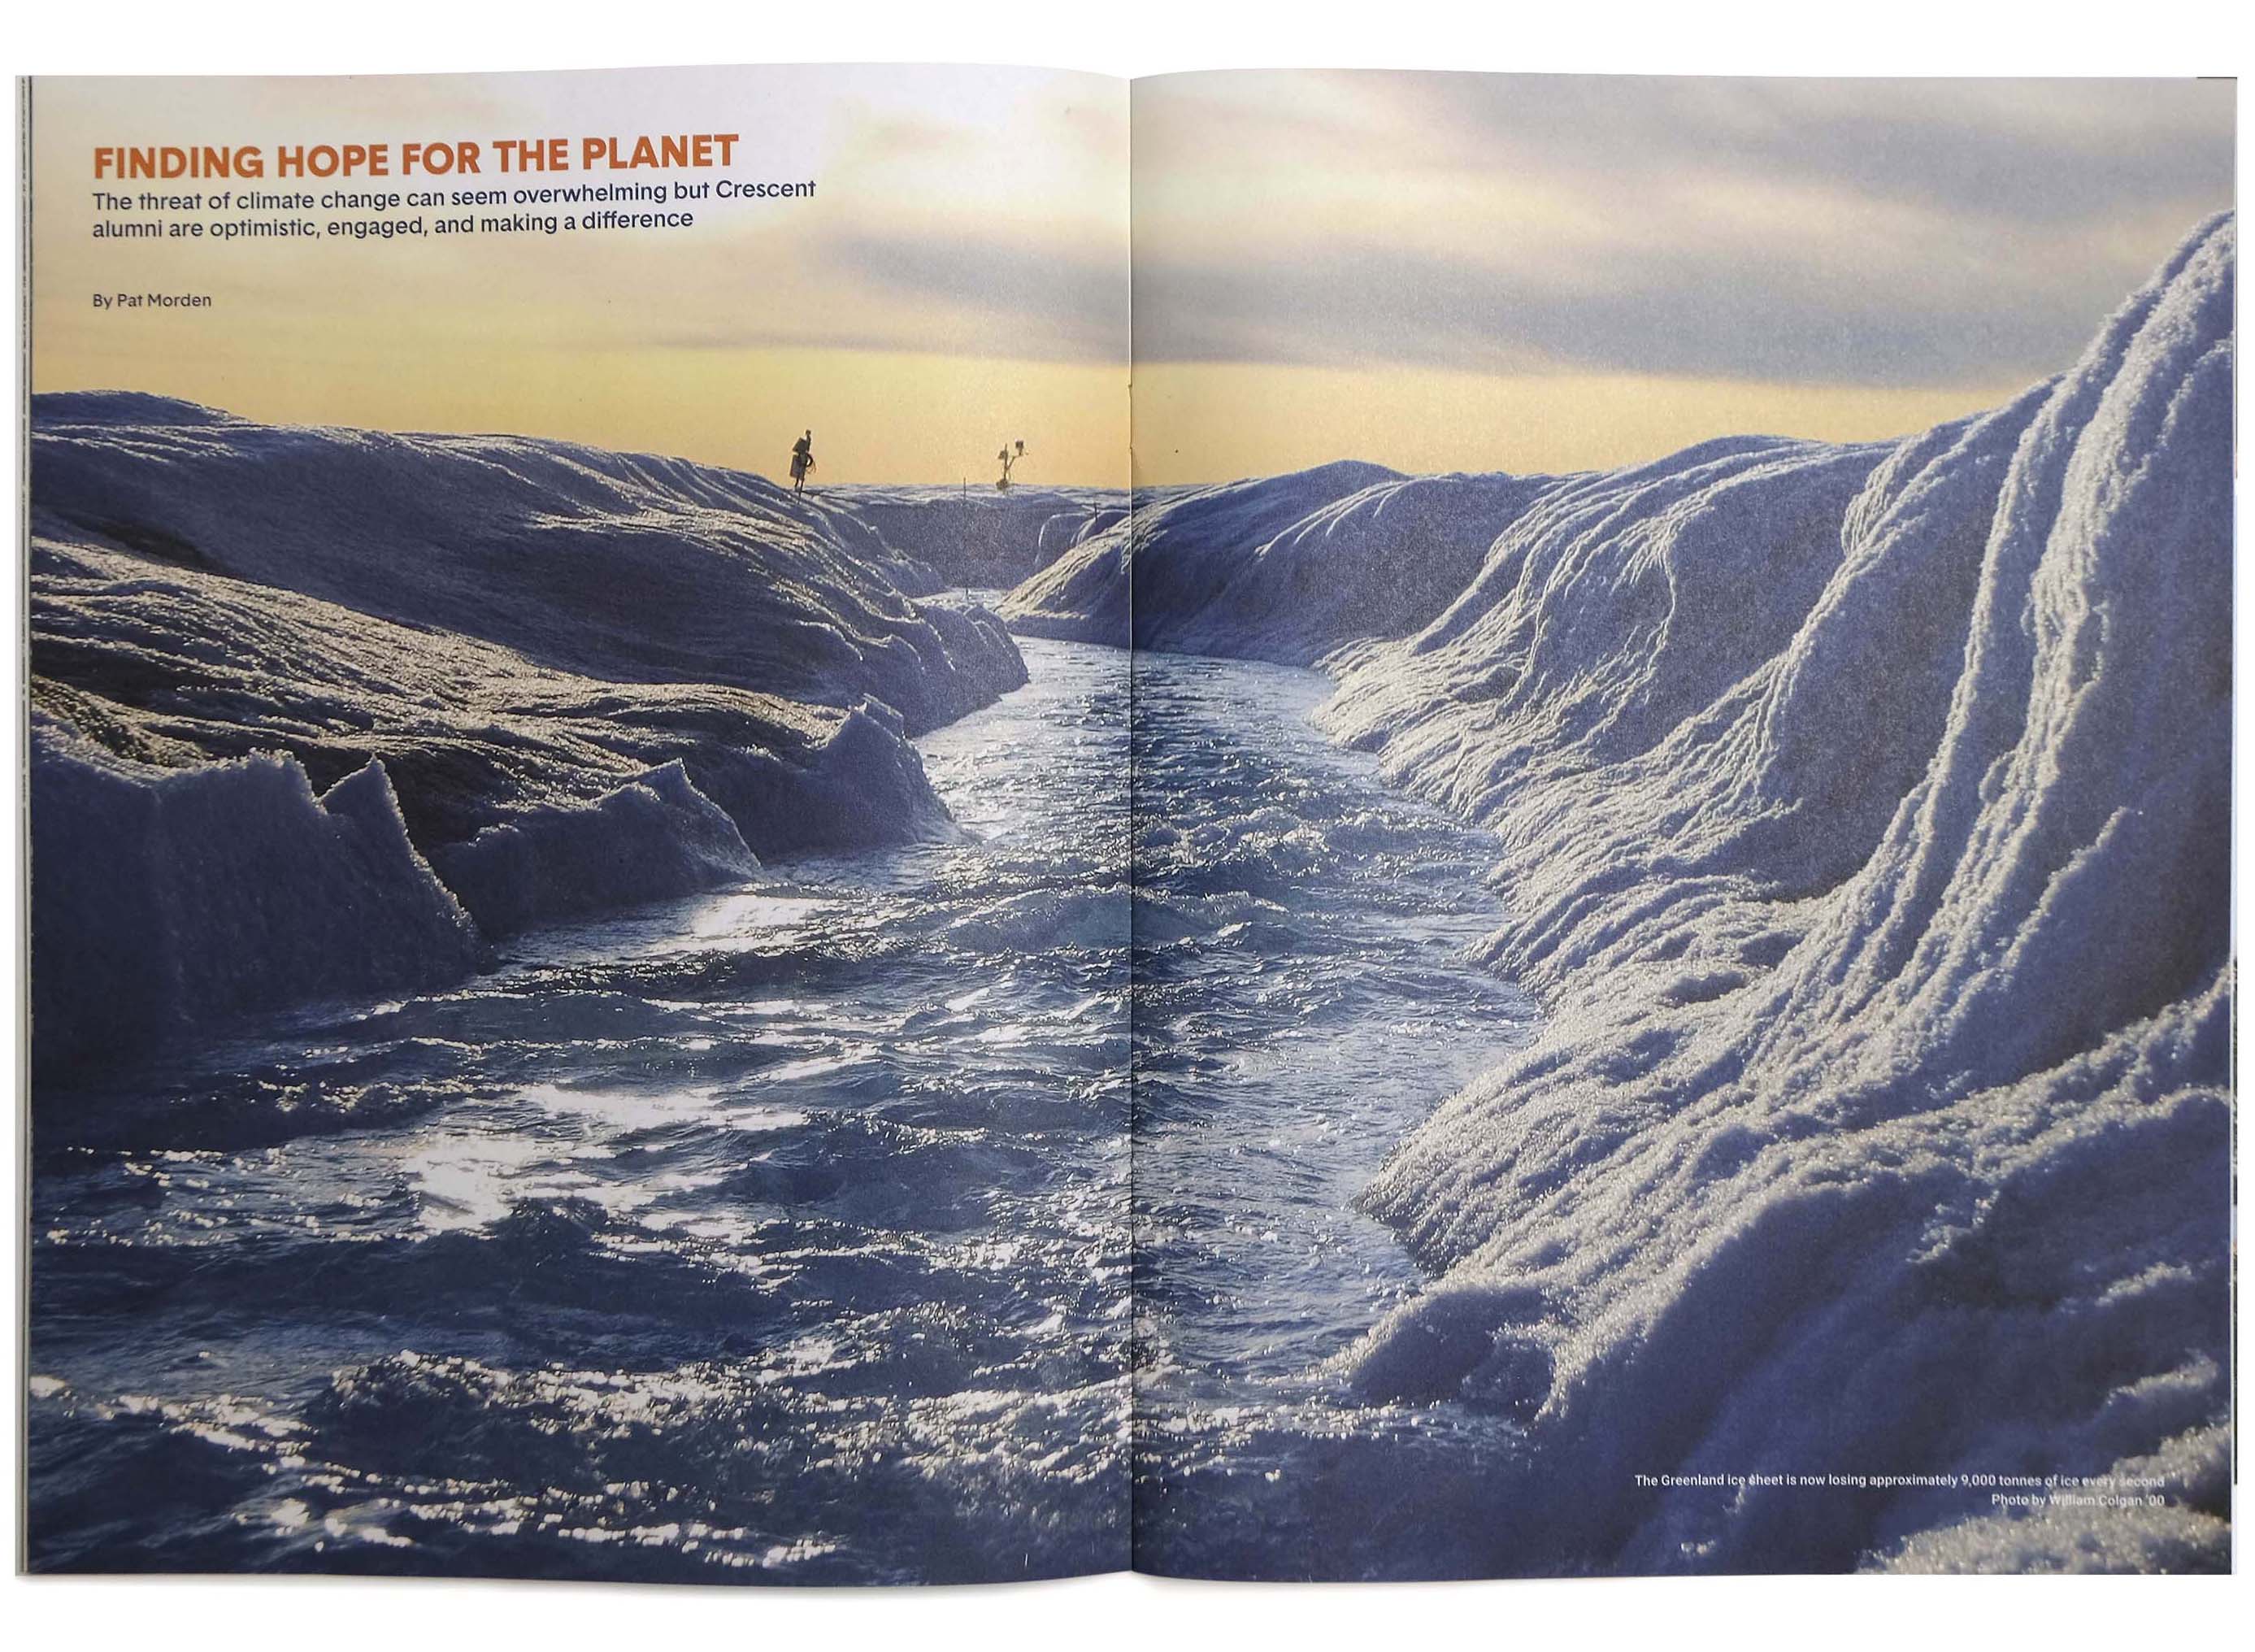 FINDING HOPE FOR THE PLANET
The threat of climate change can seem overwhelming but Crescent
alumni are optimistic, engaged, and making a difference
By Pat Morden
The Greenland ice sheet is now losing approximately 9,000 tonnes of ice every second
Photo by William Colgan '00